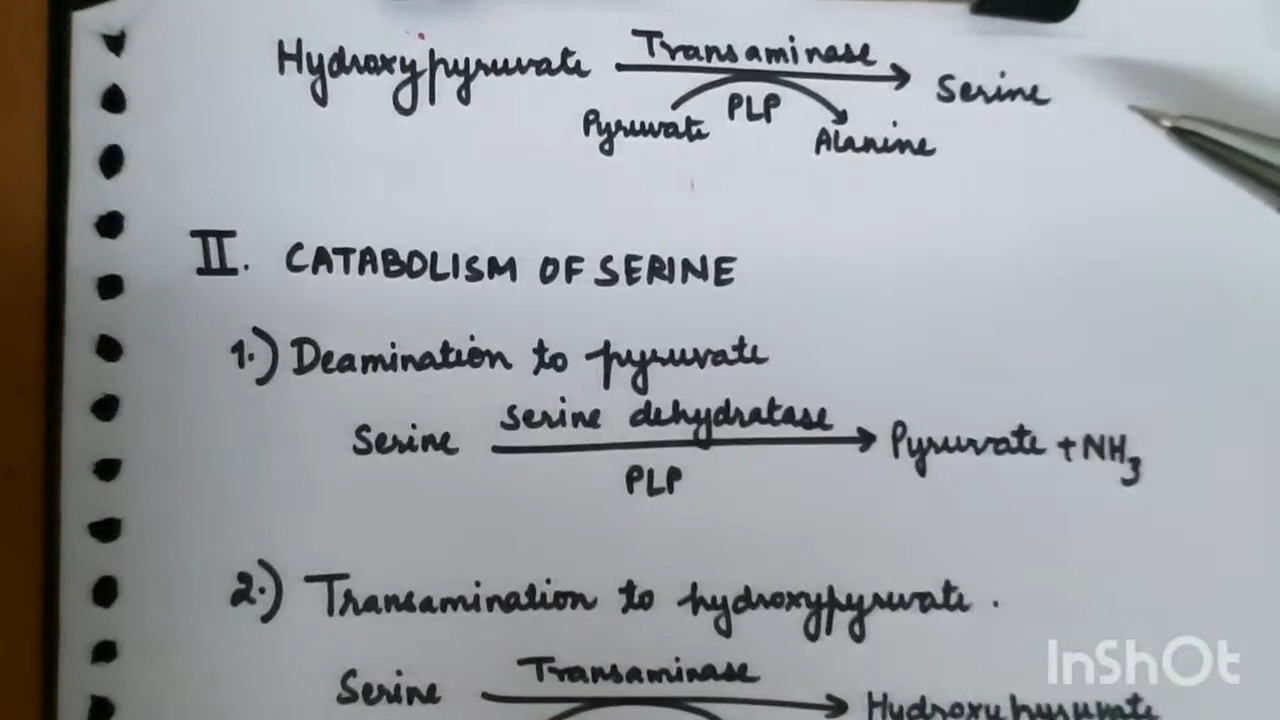 Hydroxypyruvate Transaminase Serine
Pyruvate PLP Alanine
II. CATABOLISM OF SERINE
1.) Deamination to pyruvate
Serine serine dehydratase Pyruvate + NH3
PLP
2.) Transamination to hydroxypyruvate.
Serine Transaminase Hydroxypyruvate
InShOt